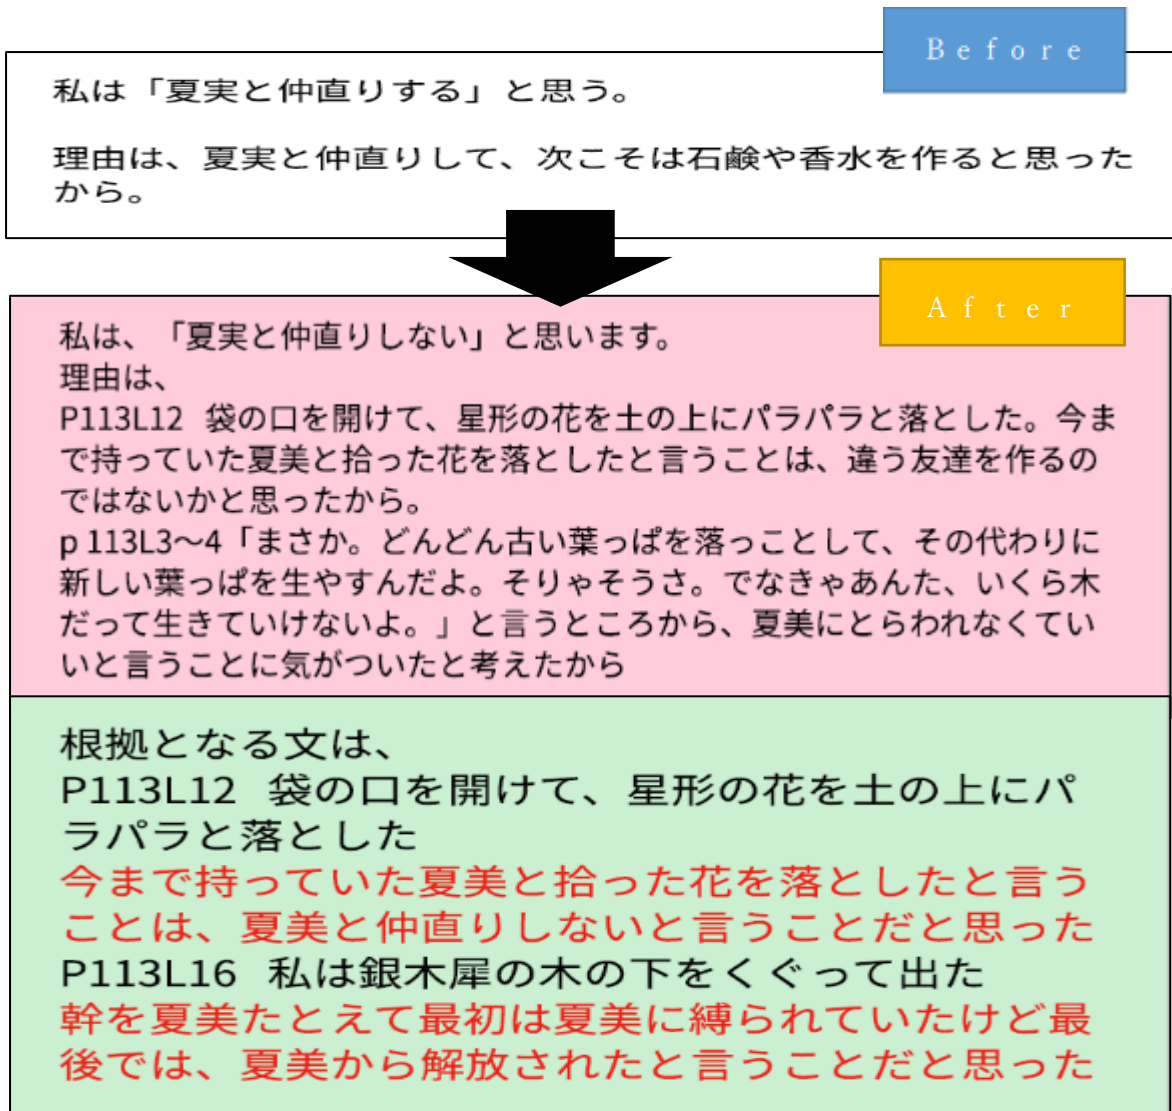 Before
私は「夏実と仲直りする」と思う。
理由は、夏実と仲直りして、次こそは石鹸や香水を作ると思った
から。
After
私は、「夏実と仲直りしない」と思います。
理由は、
P113L12 袋の口を開けて、星形の花を土の上にパラパラと落とした。今ま
で持っていた夏美と拾った花を落としたと言うことは、違う友達を作るの
ではないかと思ったから。
p 113L3〜4「まさか。どんどん古い葉っぱを落っことして、その代わりに
新しい葉っぱを生やすんだよ。そりゃそうさ。でなきゃあんた、いくら木
だって生きていけないよ。」と言うところから、夏美にとらわれなくてい
いと言うことに気がついたと考えたから
根拠となる文は、
P113L12 袋の口を開けて、星形の花を土の上にパ
ラパラと落とした
今まで持っていた夏美と拾った花を落としたと言う
ことは、夏美と仲直りしないと言うことだと思った
P113L16 私は銀木犀の木の下をくぐって出た
幹を夏美たとえて最初は夏美に縛られていたけど最
後では、夏美から解放されたと言うことだと思った